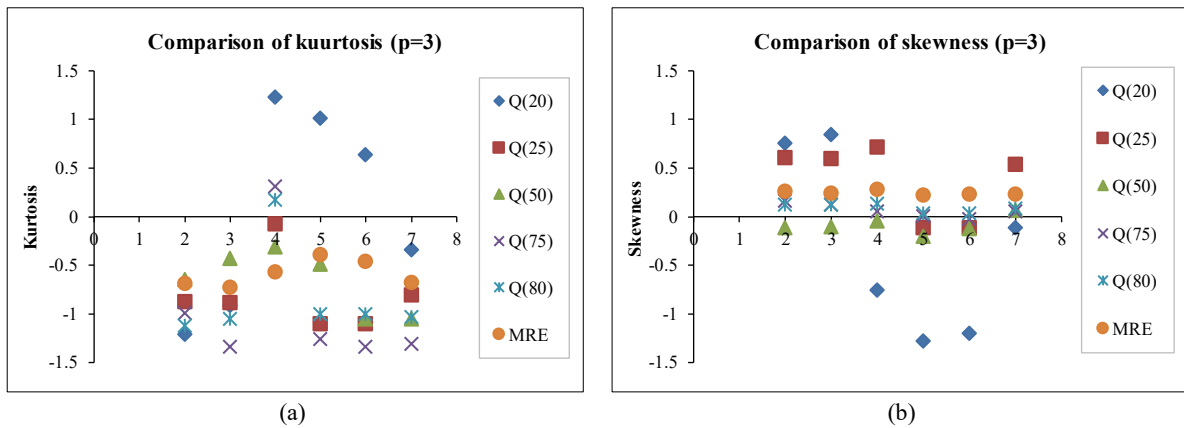 Comparison of kuurtosis (p=3)
Kurtosis
1.5
1
0.5
0
-0.5
-1
-1.5
0 1 2 3 4 5 6 7 8
Q(20)
Q(25)
Q(50)
Q(75)
Q(80)
MRE
(a)
Comparison of skewness (p=3)
Skewness
1.5
1
0.5
0
-0.5
-1
-1.5
0 1 2 3 4 5 6 7 8
Q(20)
Q(25)
Q(50)
Q(75)
Q(80)
MRE
(b)